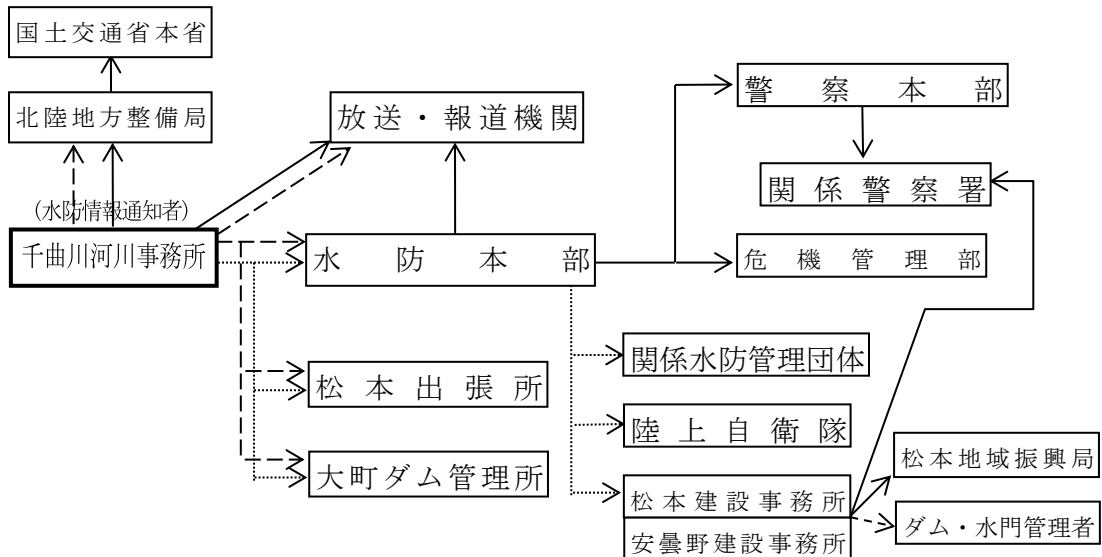 国土交通省本省
北陸地方整備局
放送・報道機関
警察本部
関係警察署
(水防情報通知者)
千曲川河川事務所
水防本部
危機管理部
関係水防管理団体
松本出張所
陸上自衛隊
松本地域振興局
大町ダム管理所
松本建設事務所
ダム・水門管理者
安曇野建設事務所